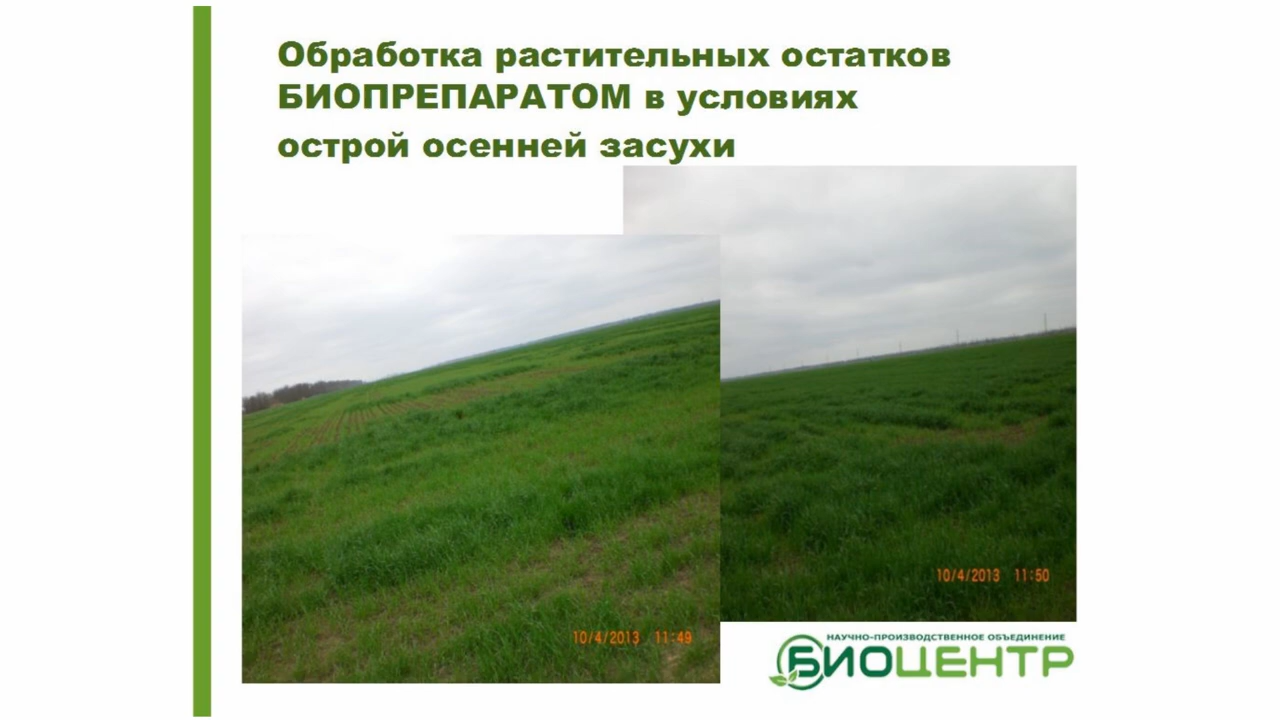 Обработка растительных остатков
БИОПРЕПАРАТОМ в условиях
острой осенней засухи
10/4/2013 11:49
10/4/2013 11:50
НАУЧНО-ПРОИЗВОДСТВЕННОЕ ОБЪЕДИНЕНИЕ
БИОЦЕНТР